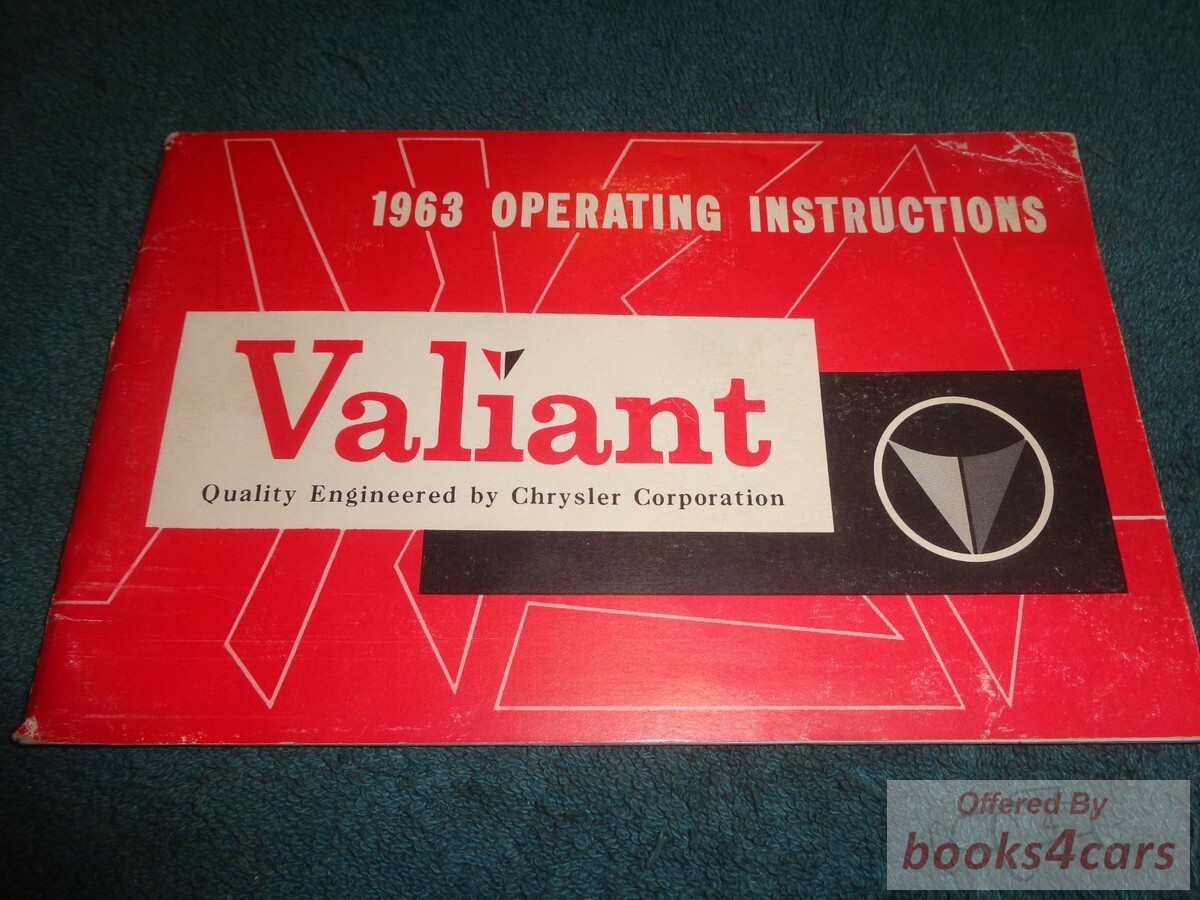 1963 OPERATING INSTRUCTIONS
Valiant
Quality Engineered by Chrysler Corporation
Offered By
books4cars